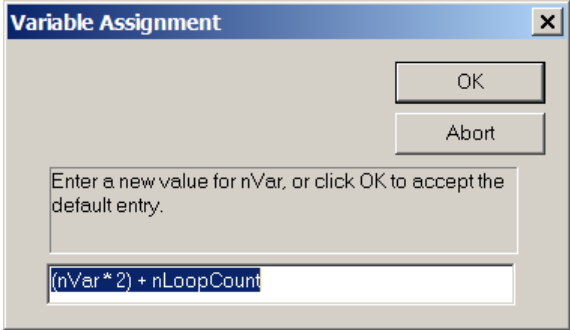 Variable Assignment
OK
Abort
Enter a new value for nVar, or click OK to accept the
default entry.
(nVar * 2) + nLoopCount